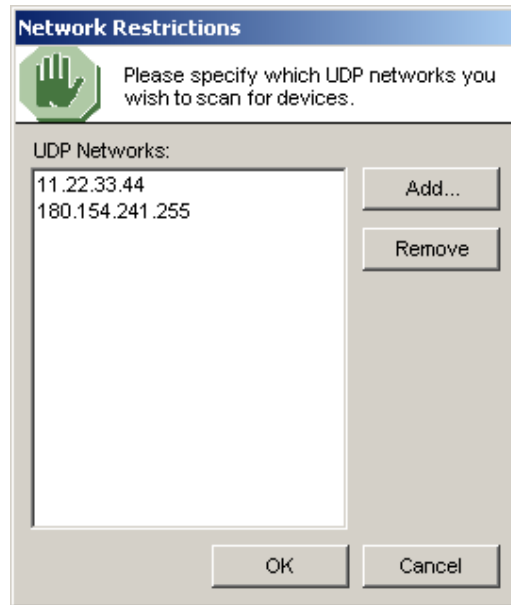 Network Restrictions
Please specify which UDP networks you
wish to scan for devices.
UDP Networks:
11.22.33.44
180.154.241.255
Add...
Remove
OK
Cancel